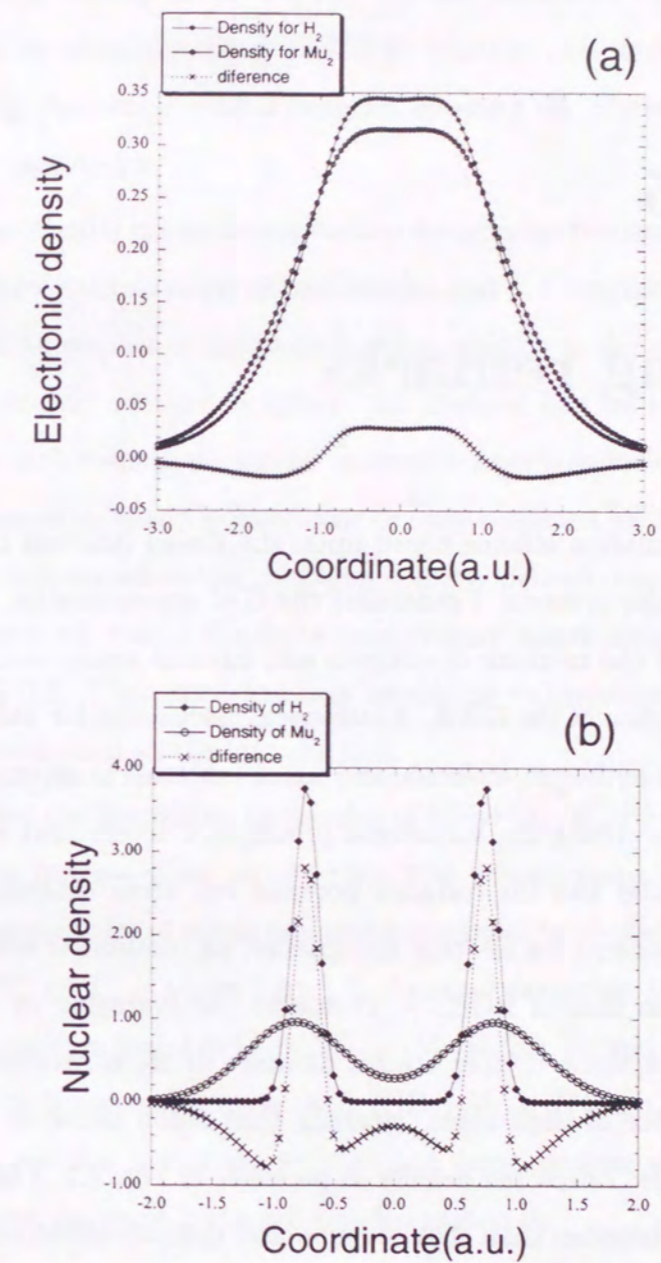 Density for H2
Density for Mu2
diference
(a)
0.35
0.30
0.25
0.20
0.15
0.10
0.05
0.00
-0.05
Electronic density
-3.0 -2.0 -1.0 0.0 1.0 2.0 3.0
Coordinate(a.u.)
Density of H2
Density of Mu2
diference
(b)
4.00
3.00
2.00
1.00
0.00
-1.00
Nuclear density
-2.0 -1.5 -1.0 -0.5 0.0 0.5 1.0 1.5 2.0
Coordinate(a.u.)